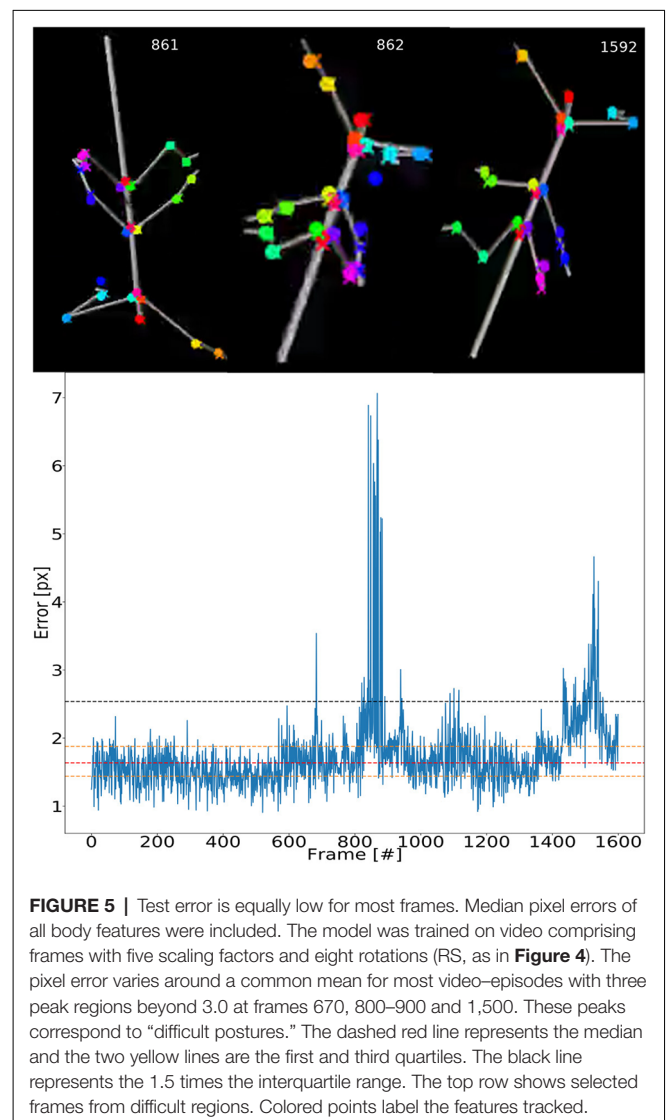 861
862
1592
7
6
5
4
3
2
1
Error [px]
0 200 400 600 800 1000 1200 1400 1600
Frame [#]
FIGURE 5 | Test error is equally low for most frames. Median pixel errors of
all body features were included. The model was trained on video comprising
frames with five scaling factors and eight rotations (RS, as in Figure 4). The
pixel error varies around a common mean for most video–episodes with three
peak regions beyond 3.0 at frames 670, 800–900 and 1,500. These peaks
correspond to “difficult postures.” The dashed red line represents the median
and the two yellow lines are the first and third quartiles. The black line
represents the 1.5 times the interquartile range. The top row shows selected
frames from difficult regions. Colored points label the features tracked.